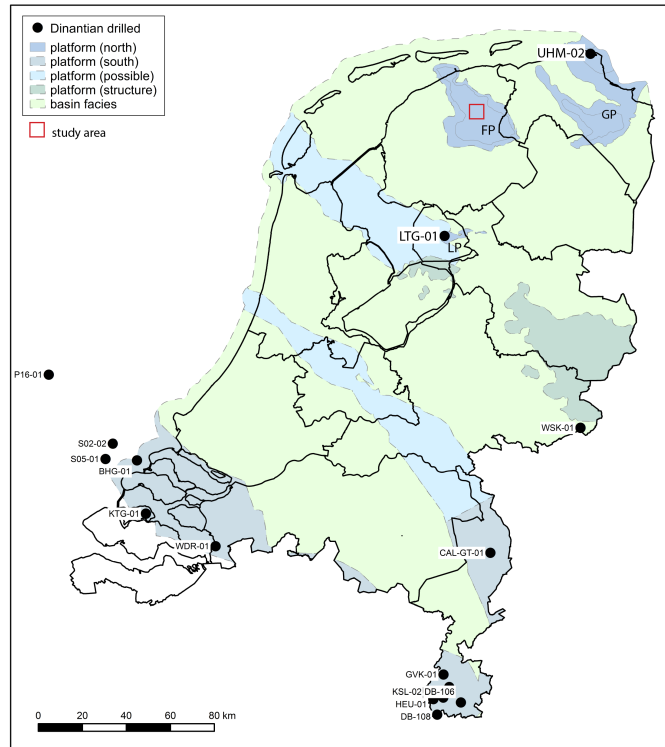 Dinantian drilled
platform (north)
platform (south)
platform (possible)
platform (structure)
basin facies
study area
UHM-02
GP
FP
LTG-01
LP
P16-01
S02-02
S05-01
BHG-01
WSK-01
KTG-01
WDR-01
CAL-GT-01
GVK-01
KSL-02 DB-106
HEU-01
DB-108
0 20 40 60 80 km